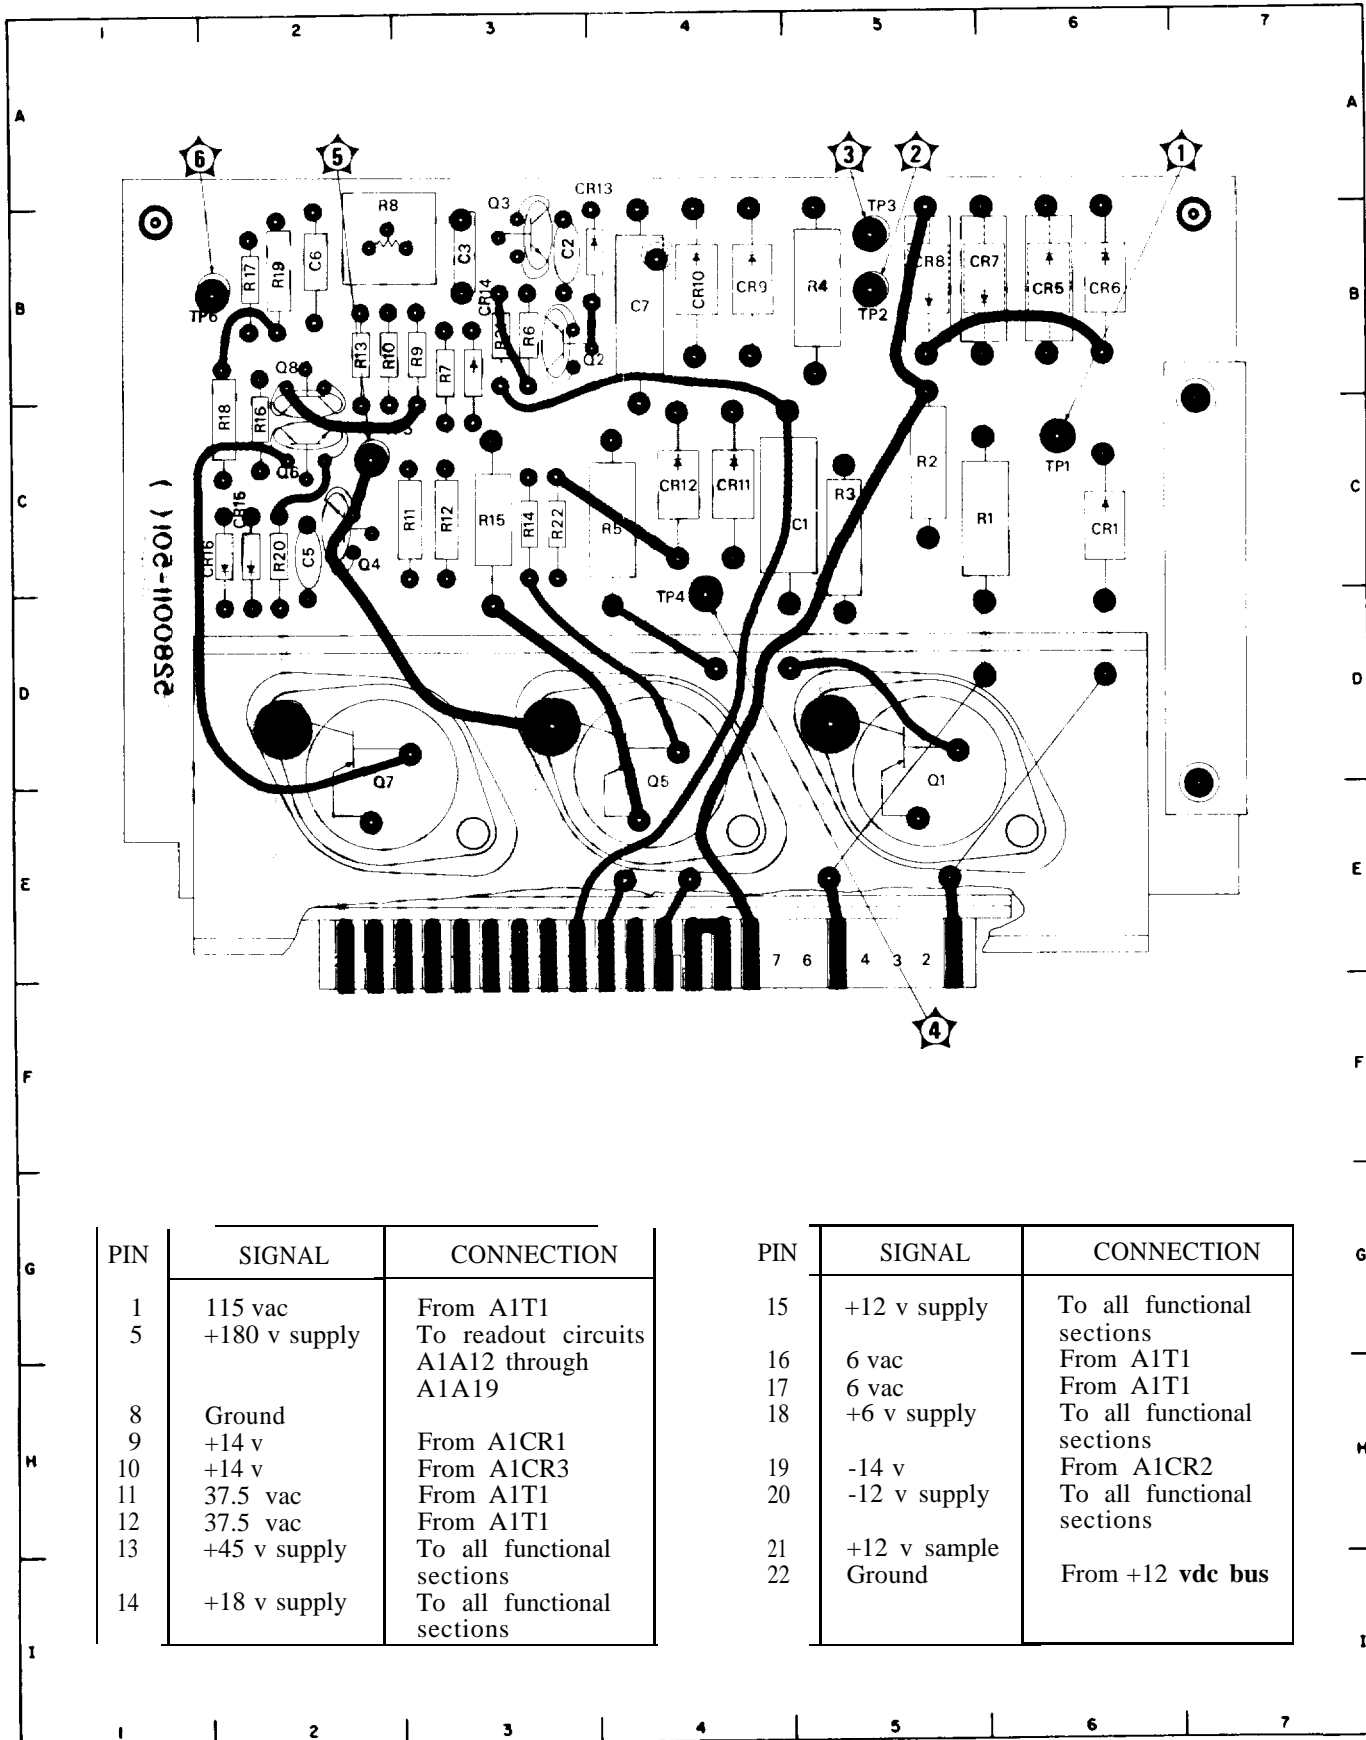 1 2 3 4 5 6 7
A A
6 5 3 2 1
R8 Q3 CR13 TP3
R17 R19 C6 C3 C2 CR10 CR9 R4 CR8 CR7 CR5 CR6
B B
TP6 CR14 C7 TP2
R13 R10 R9 R7 R6 Q2
Q8
R18 R16
Q6 CR12 CR11 R2 TP1
C C
528001I-501( )
CR16 CR15 R20 C5 Q4 R11 R12 R15 R14 R22 R5 C1 R3 R1 CR1
TP4
D D
Q7 Q5 Q1
E E
7 6 4 3 2
4
F F
PIN SIGNAL CONNECTION
1 115 vac From A1T1
5 +180 v supply To readout circuits
A1A12 through
A1A19
8 Ground
9 +14 v From A1CR1
10 +14 v From A1CR3
11 37.5 vac From A1T1
12 37.5 vac From A1T1
13 +45 v supply To all functional
sections
14 +18 v supply To all functional
sections
PIN SIGNAL CONNECTION
15 +12 v supply To all functional
sections
16 6 vac From A1T1
17 6 vac From A1T1
18 +6 v supply To all functional
sections
19 -14 v From A1CR2
20 -12 v supply To all functional
sections
21 +12 v sample
22 Ground From +12 vdc bus
G G
H H
I I
1 2 3 4 5 6 7